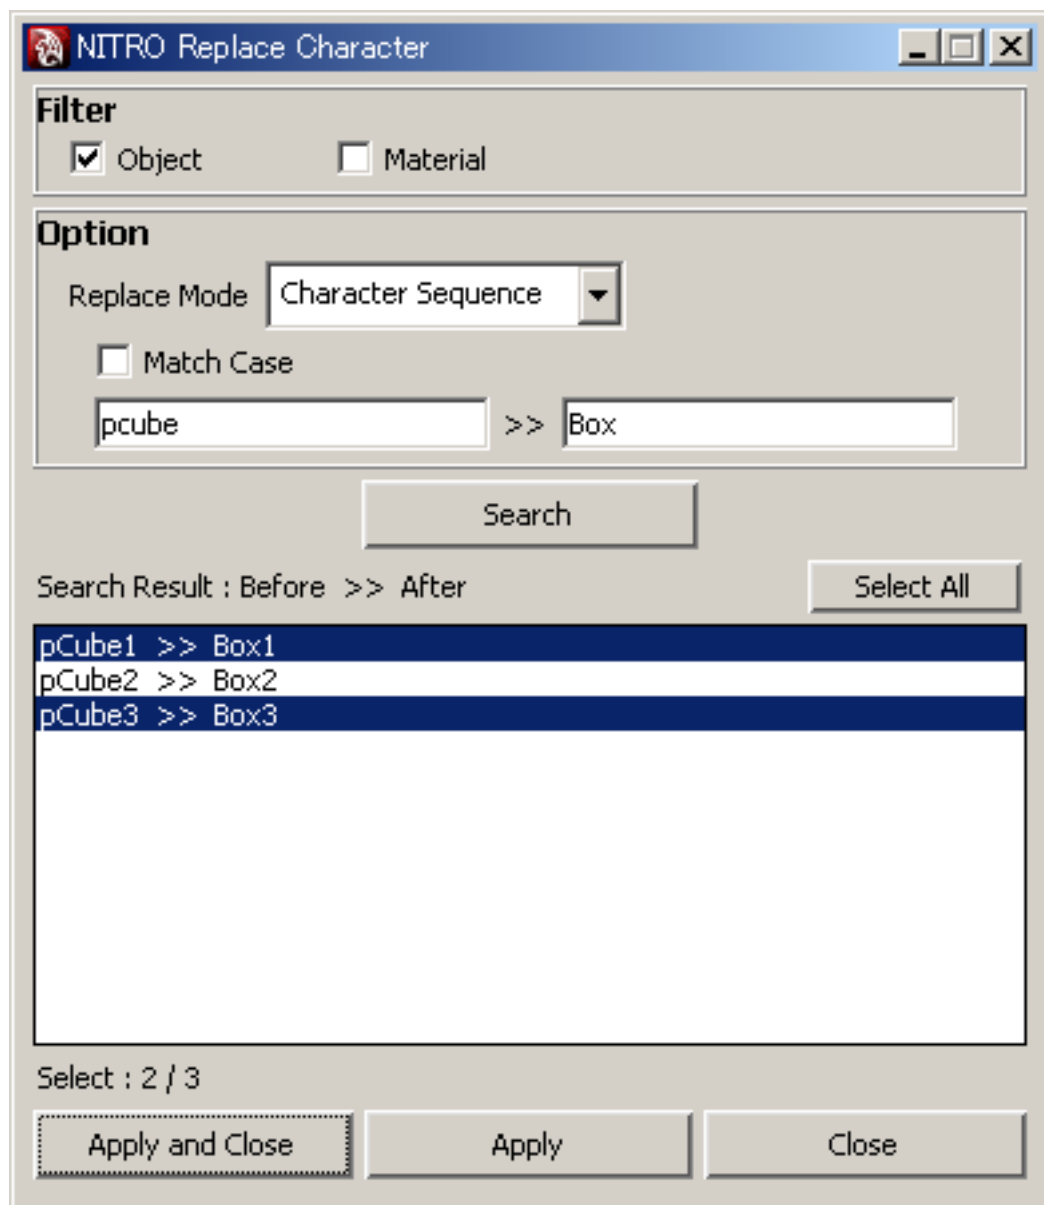 NITRO Replace Character
Filter
Object Material
Option
Replace Mode Character Sequence
Match Case
pcube >> Box
Search
Search Result : Before >> After Select All
pCube1 >> Box1
pCube2 >> Box2
pCube3 >> Box3
Select : 2 / 3
Apply and Close Apply Close